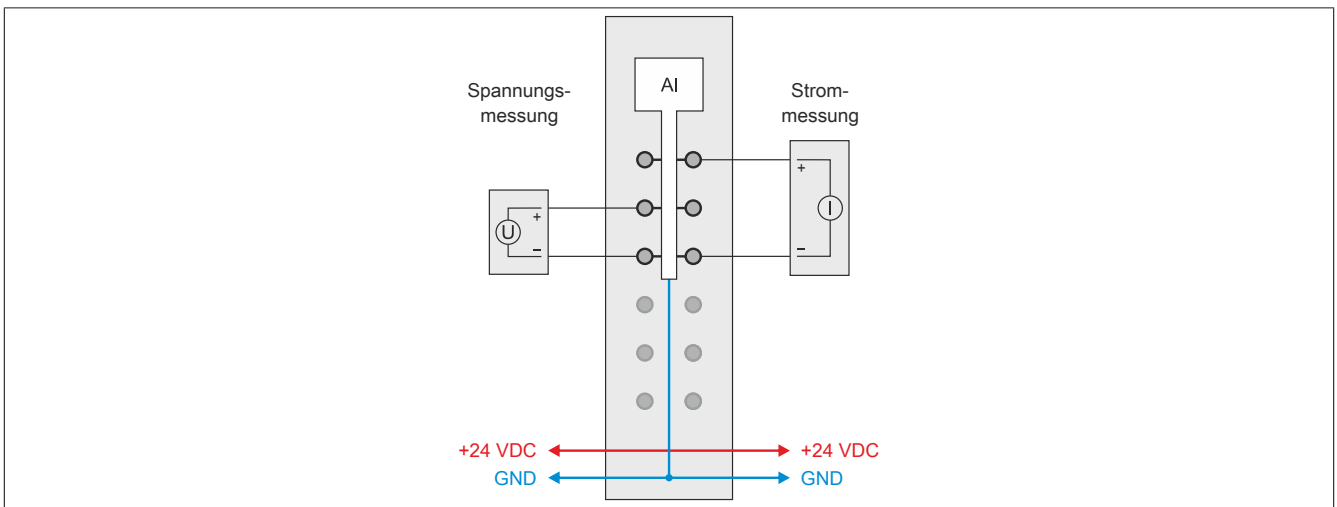 AI
Spannungs-
messung
Strom-
messung
+
+
U
I
–
–
+24 VDC
+24 VDC
GND
GND